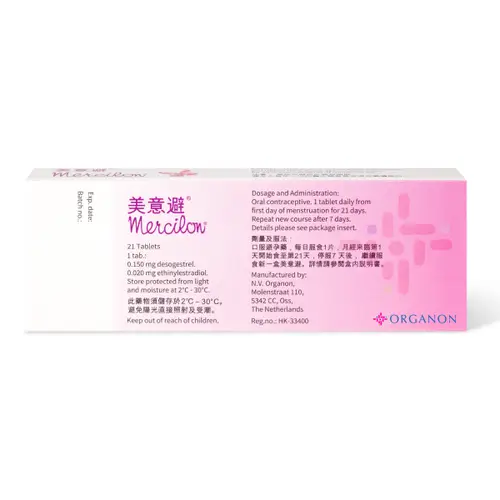 美意避®
Mercilon®
Exp. date:
Batch no.:
美意避®
Mercilon®
21 Tablets
1 tab.:
0.150 mg desogestrel.
0.020 mg ethinylestradiol.
Store protected from light
and moisture at 2℃ - 30℃.
此藥物須儲存於2℃－30℃。
避免陽光直接照射及受潮。
Keep out of reach of children.
Dosage and Administration:
Oral contraceptive, 1 tablet daily from
first day of menstruation for 21 days.
Repeat new course after 7 days.
Details please see package insert.
劑量及服法：
口服避孕藥，每日服食1片，月經來臨第1
天開始食至第21天，停服7天後，繼續服
食新一盒美意避。詳情請參閱盒內說明書。
Manufactured by:
N.V. Organon,
Molenstraat 110,
5342 CC, Oss,
The Netherlands
Reg.no.: HK-33400
ORGANON